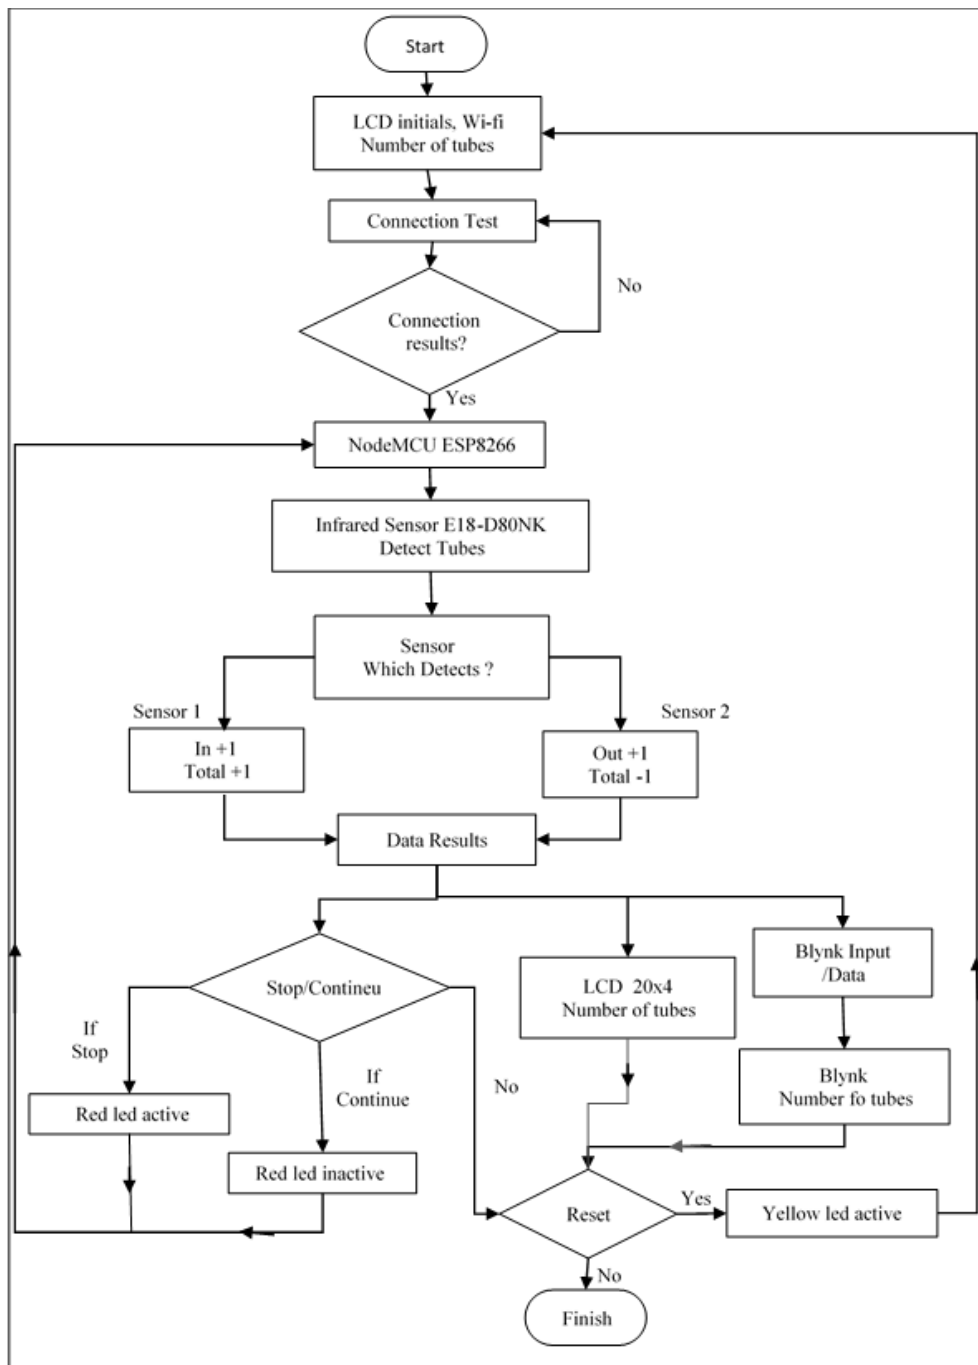 Start
LCD initials, Wi-fi
Number of tubes
Connection Test
No
Connection
results?
Yes
NodeMCU ESP8266
Infrared Sensor E18-D80NK
Detect Tubes
Sensor
Which Detects ?
Sensor 1
Sensor 2
In +1
Total +1
Out +1
Total -1
Data Results
Stop/Contineu
LCD 20x4
Number of tubes
Blynk Input
/Data
If
Stop
If
Continue
No
Blynk
Number fo tubes
Red led active
Red led inactive
Reset
Yes
Yellow led active
No
Finish